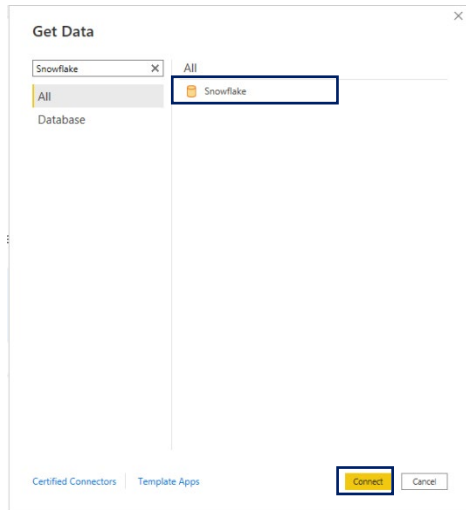 Get Data
Snowflake
All
Database
All
Snowflake
Certified Connectors
Template Apps
Connect
Cancel